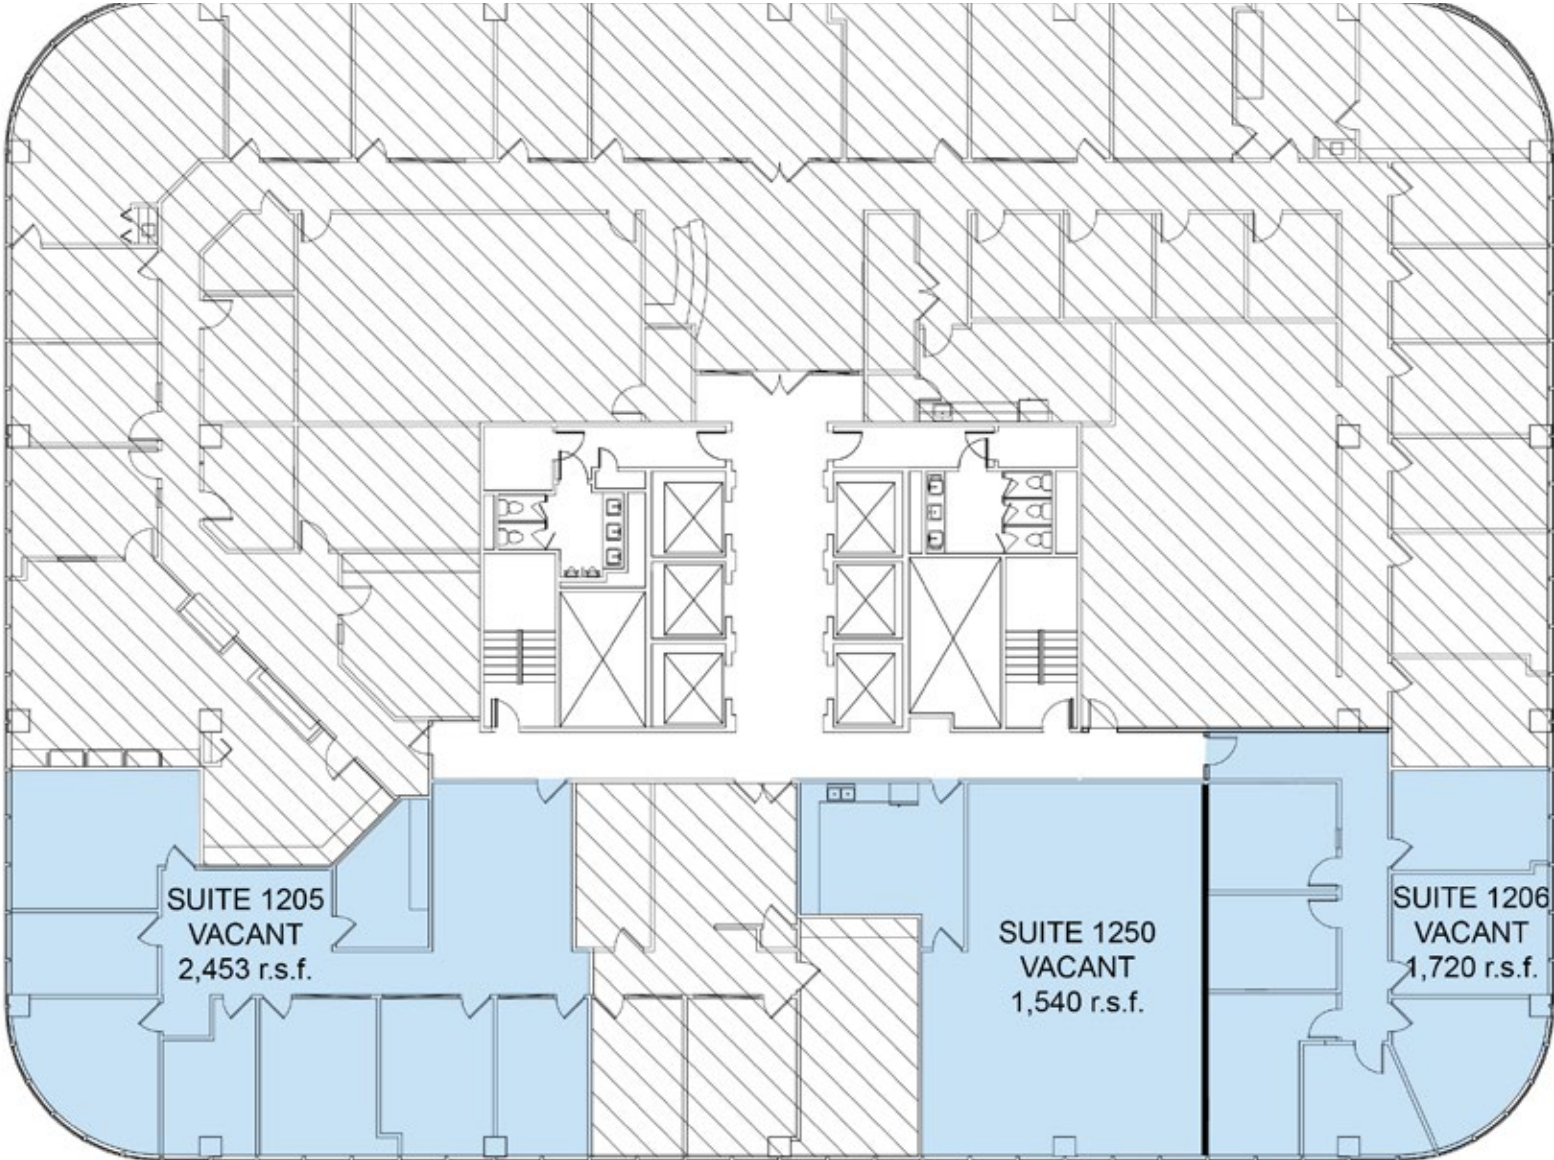 SUITE 1205
VACANT
2,453 r.s.f.
SUITE 1250
VACANT
1,540 r.s.f.
SUITE 1206
VACANT
1,720 r.s.f.